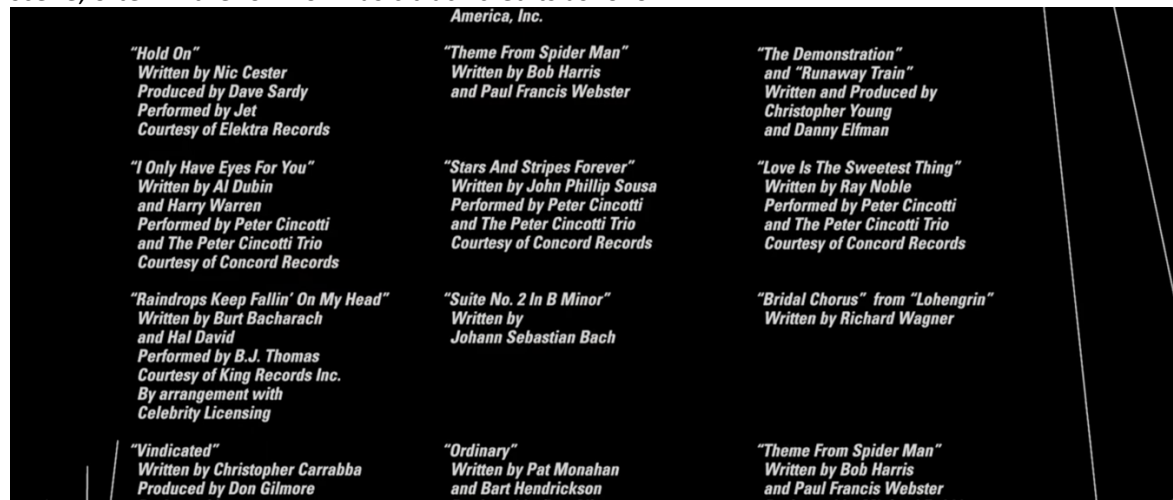 America, Inc.
"Hold On"
Written by Nic Cester
Produced by Dave Sardy
Performed by Jet
Courtesy of Elektra Records
"Theme From Spider Man"
Written by Bob Harris
and Paul Francis Webster
"The Demonstration"
and "Runaway Train"
Written and Produced by
Christopher Young
and Danny Elfman
"I Only Have Eyes For You"
Written by Al Dubin
and Harry Warren
Performed by Peter Cincotti
and The Peter Cincotti Trio
Courtesy of Concord Records
"Stars And Stripes Forever"
Written by John Phillip Sousa
Performed by Peter Cincotti
and The Peter Cincotti Trio
Courtesy of Concord Records
"Love Is The Sweetest Thing"
Written by Ray Noble
Performed by Peter Cincotti
and The Peter Cincotti Trio
Courtesy of Concord Records
"Raindrops Keep Fallin' On My Head"
Written by Burt Bacharach
and Hal David
Performed by B.J. Thomas
Courtesy of King Records Inc.
By arrangement with
Celebrity Licensing
"Suite No. 2 In B Minor"
Written by
Johann Sebastian Bach
"Bridal Chorus" from "Lohengrin"
Written by Richard Wagner
"Vindicated"
Written by Christopher Carrabba
Produced by Don Gilmore
"Ordinary"
Written by Pat Monahan
and Bart Hendrickson
"Theme From Spider Man"
Written by Bob Harris
and Paul Francis Webster